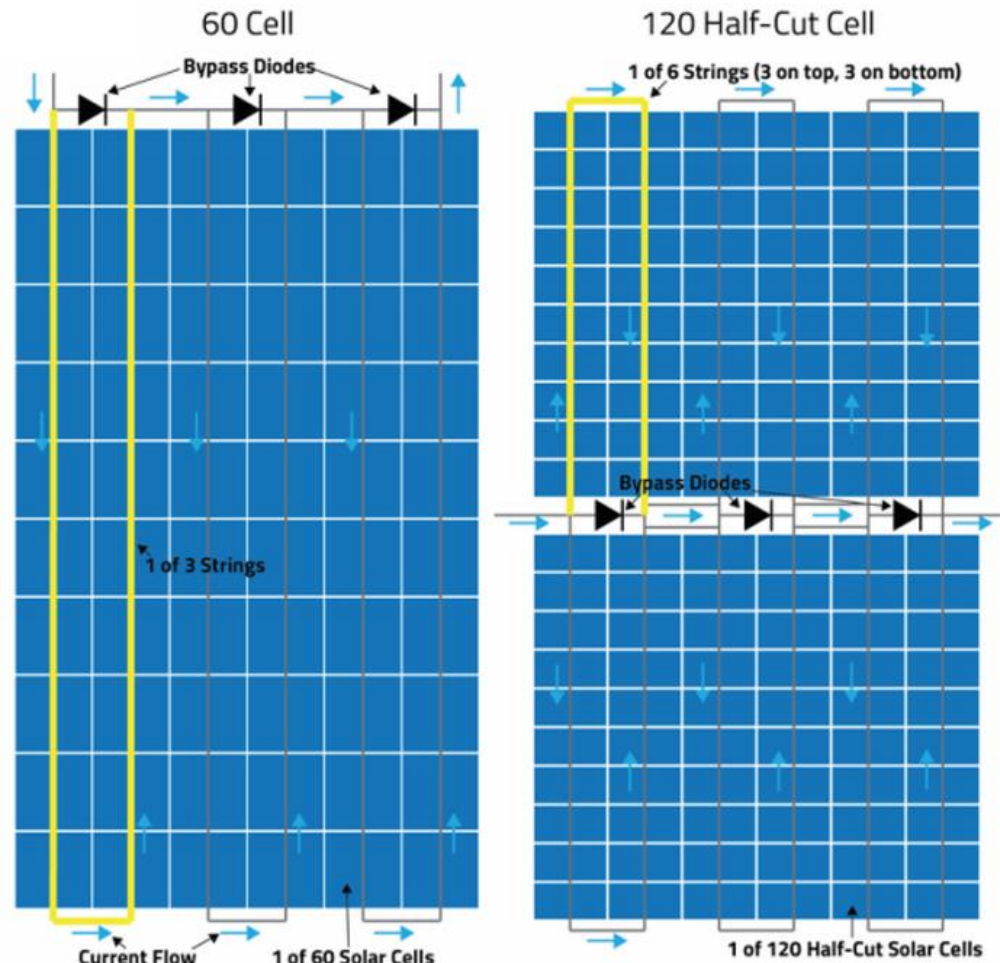 60 Cell
Bypass Diodes
1 of 3 Strings
Current Flow
1 of 60 Solar Cells
120 Half-Cut Cell
1 of 6 Strings (3 on top, 3 on bottom)
Bypass Diodes
1 of 120 Half-Cut Solar Cells